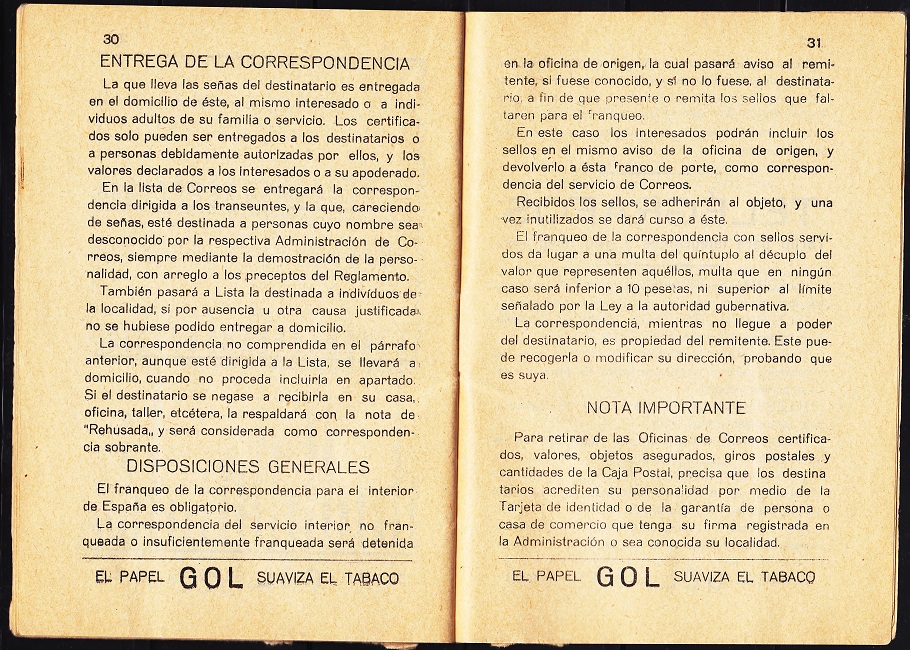 30
ENTREGA DE LA CORRESPONDENCIA
La que lleva las señas del destinatario es entregada
en el domicilio de éste, al mismo interesado o a indi-
viduos adultos de su familia o servicio. Los certifica-
dos solo pueden ser entregados a los destinatarios o
a personas debidamente autorizadas por ellos, y los
valores declarados a los interesados o a su apoderado.
En la lista de Correos se entregará la correspon-
dencia dirigida a los transeuntes, y la que, careciendo
de señas, esté destinada a personas cuyo nombre sea
desconocido por la respectiva Administración de Co-
rreos, siempre mediante la demostración de la perso-
nalidad, con arreglo a los preceptos del Reglamento.
También pasará a Lista la destinada a indivíduos de
la localidad, si por ausencia u otra causa justificada
no se hubiese podido entregar a domicilio.
La correspondencia no comprendida en el párrafo
anterior, aunque esté dirigida a la Lista, se llevará a
domicilio, cuando no proceda incluirla en apartado.
Si el destinatario se negase a recibirla en su casa,
oficina, taller, etcétera, la respaldará con la nota de
"Rehusada„ y será considerada como corresponden-
cia sobrante.
DISPOSICIONES GENERALES
El franqueo de la correspondencia para el interior
de España es obligatorio.
La correspondencia del servicio interior no fran-
queada o insuficientemente franqueada será detenida
EL PAPEL GOL SUAVIZA EL TABACO
31
en la oficina de origen, la cual pasará aviso al remi-
tente, si fuese conocido, y si no lo fuese, al destinata-
rio, a fin de que presente o remita los sellos que fal-
taren para el franqueo.
En este caso los interesados podrán incluir los
sellos en el mismo aviso de la oficina de origen, y
devolverlo a ésta franco de porte, como correspon-
dencia del servicio de Correos.
Recibidos los sellos, se adherirán al objeto, y una
vez inutilizados se dará curso a éste.
El franqueo de la correspondencia con sellos servi-
dos da lugar a una multa del quíntuplo al décuplo del
valor que representen aquéllos, multa que en ningún
caso será inferior a 10 pesetas, ni superior al límite
señalado por la Ley a la autoridad gubernativa.
La correspondencia, mientras no llegue a poder
del destinatario, es propiedad del remitente. Este pue-
de recogerla o modificar su dirección, probando que
es suya.
NOTA IMPORTANTE
Para retirar de las Oficinas de Correos certifica-
dos, valores, objetos asegurados, giros postales y
cantidades de la Caja Postal, precisa que los destina
tarios acrediten su personalidad por medio de la
Tarjeta de identidad o de la garantía de persona o
casa de comercio que tenga su firma registrada en
la Administración o sea conocida su localidad.
EL PAPEL GOL SUAVIZA EL TABACO